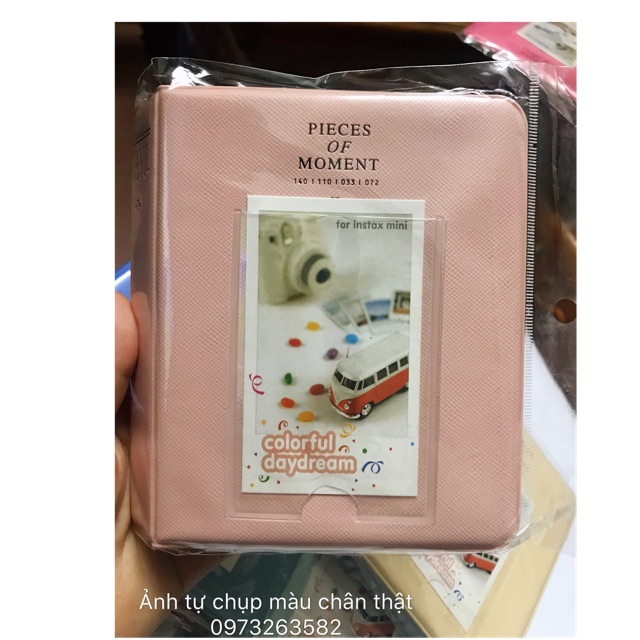 PIECES
OF
MOMENT
140 I 110 I 033 I 072
for instax mini
colorful
daydream
Ảnh tự chụp màu chân thật
0973263582